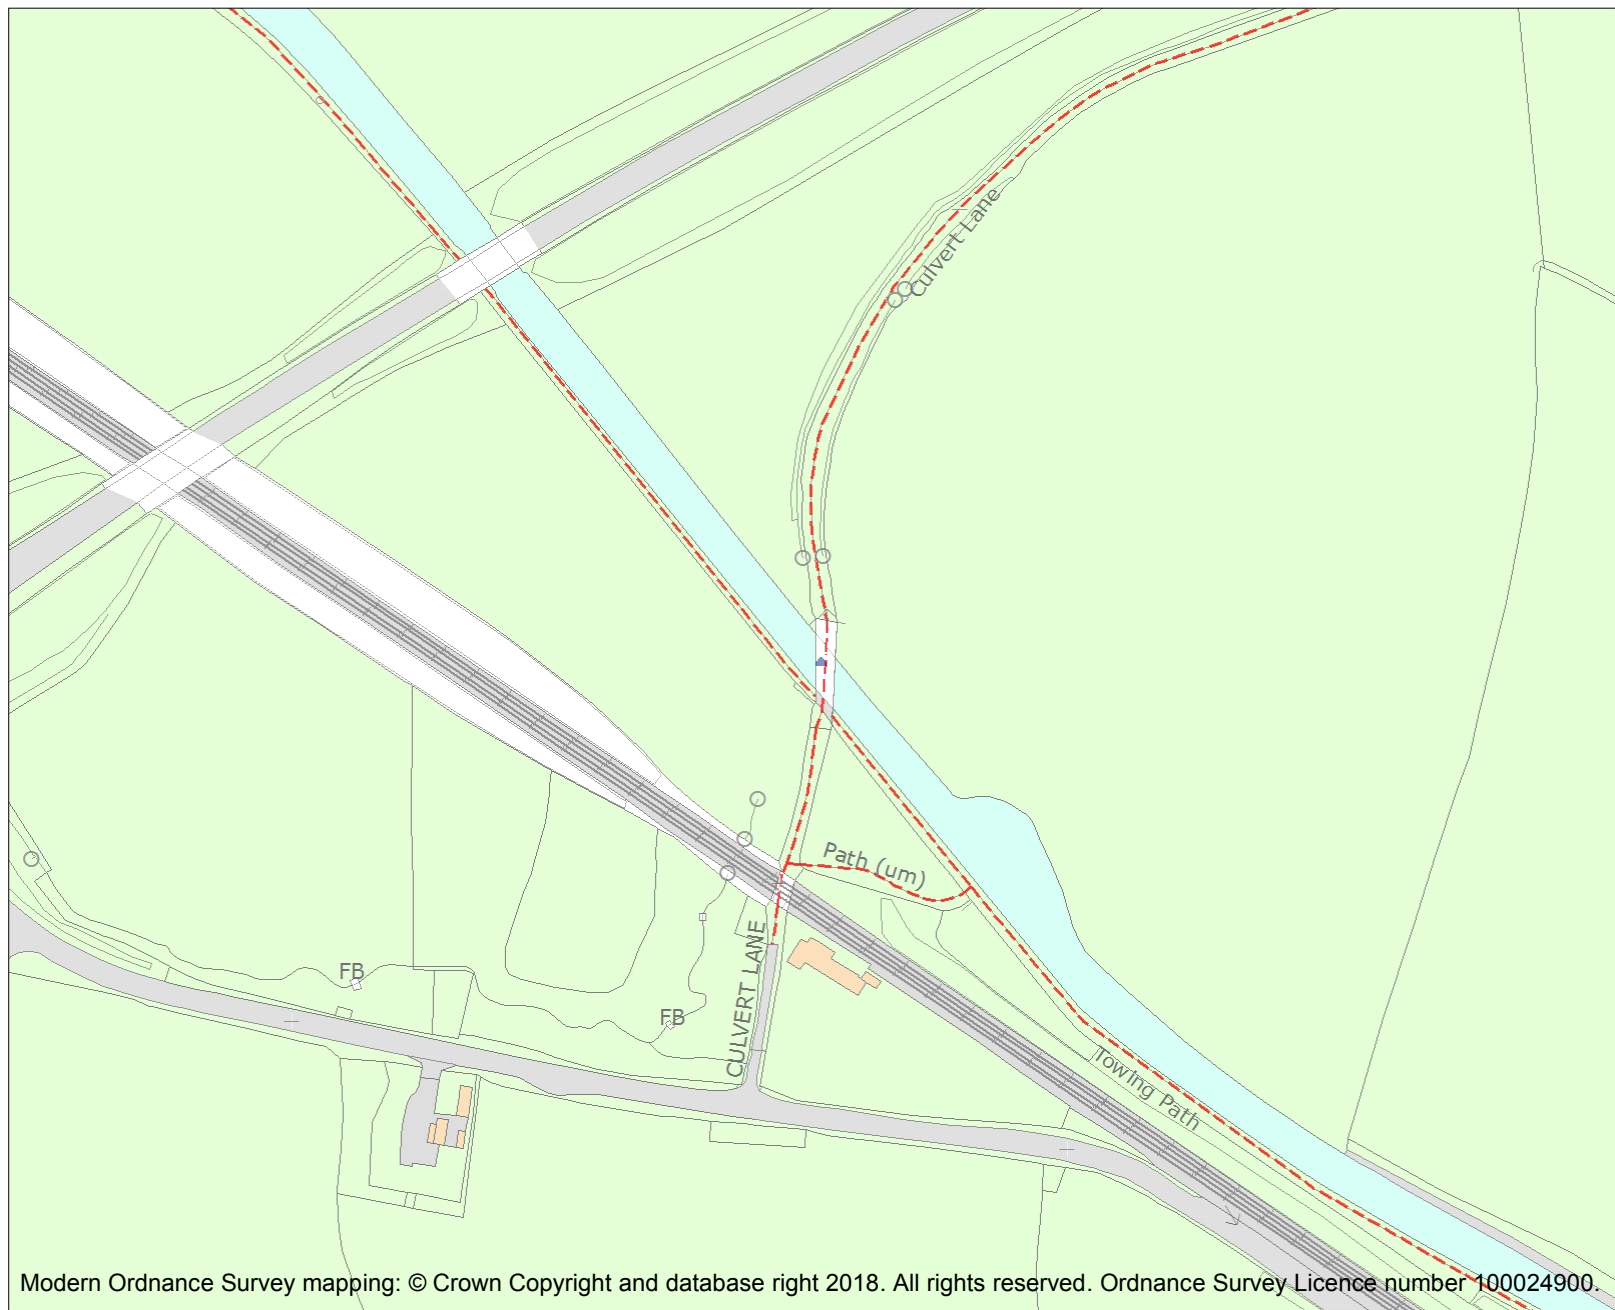 Culvert Lane
Path (um)
CULVERT LANE
FB
FB
Towing Path
Modern Ordnance Survey mapping: © Crown Copyright and database right 2018. All rights reserved. Ordnance Survey Licence number 100024900.